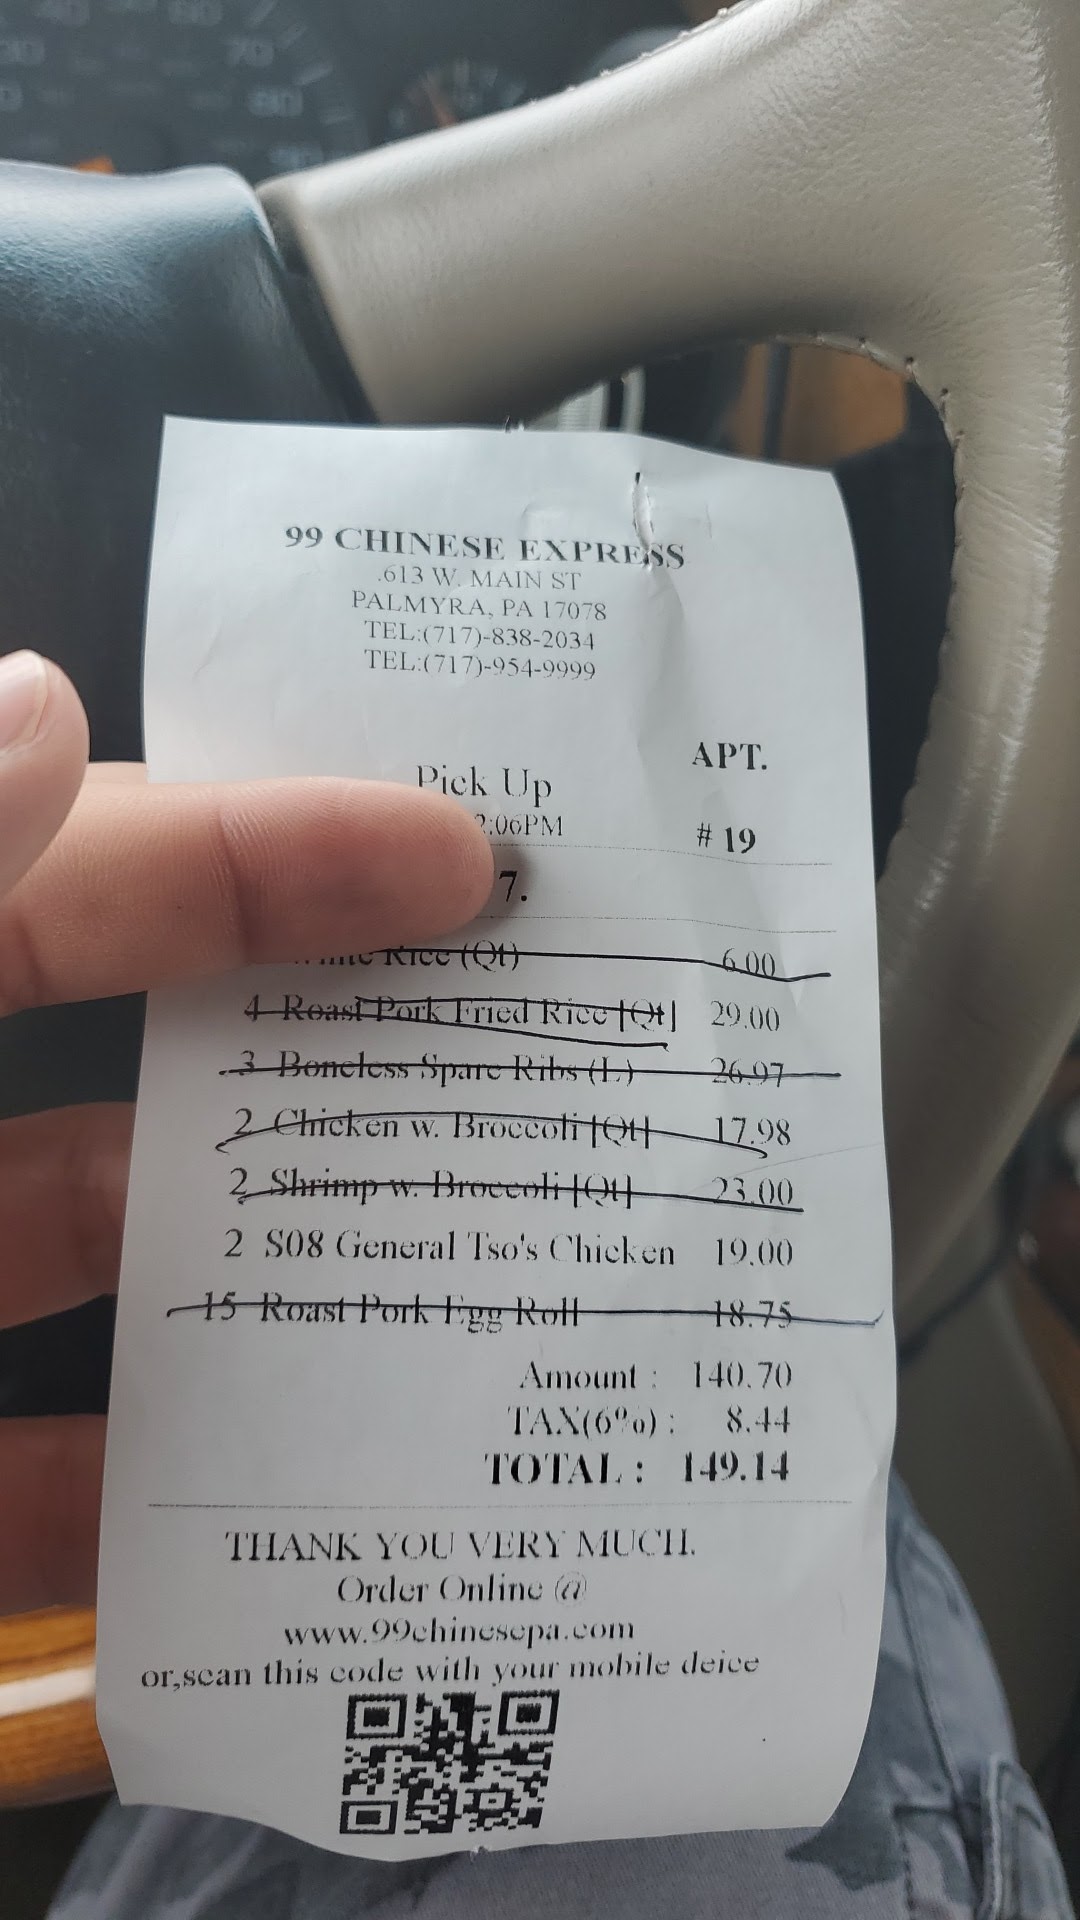 99 CHINESE EXPRESS
.613 W. MAIN ST
PALMYRA, PA 17078
TEL:(717)-838-2034
TEL:(717)-954-9999
APT.
Pick Up
2:06PM
# 19
7.
Rice (Qt) 6.00
4 Roast Pork Fried Rice [Qt] 29.00
3 Boneless Spare Ribs (L) 26.97
2 Chicken w. Broccoli [Qt] 17.98
2 Shrimp w. Broccoli [Qt] 23.00
2 S08 General Tso's Chicken 19.00
15 Roast Pork Egg Roll 18.75
Amount : 140.70
TAX(6%) : 8.44
TOTAL : 149.14
THANK YOU VERY MUCH.
Order Online @
www.99chinesepa.com
or,scan this code with your mobile deice